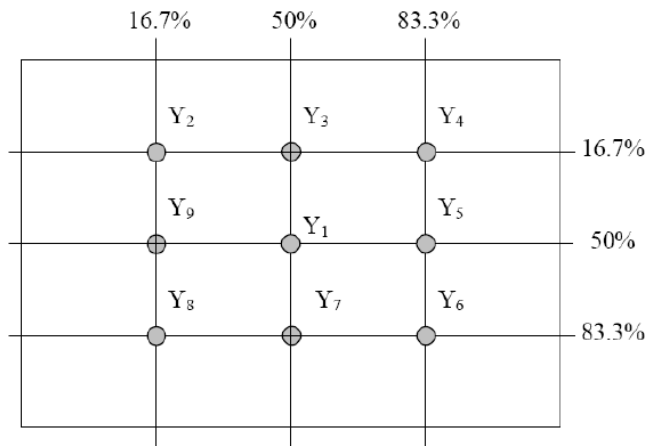 16.7% 50% 83.3%
Y₂ Y₃ Y₄
16.7%
Y₉ Y₁ Y₅
50%
Y₈ Y₇ Y₆
83.3%